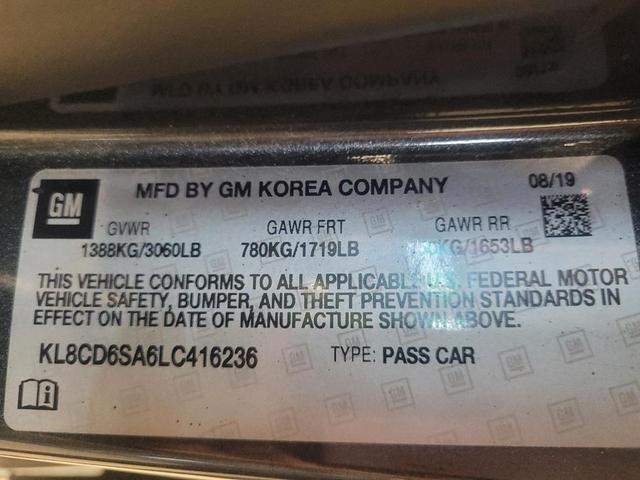 GM
MFD BY GM KOREA COMPANY
08/19
GVWR GAWR FRT GAWR RR
1388KG/3060LB 780KG/1719LB KG/1653LB
THIS VEHICLE CONFORMS TO ALL APPLICABLE U.S. FEDERAL MOTOR
VEHICLE SAFETY, BUMPER, AND THEFT PREVENTION STANDARDS IN
EFFECT ON THE DATE OF MANUFACTURE SHOWN ABOVE.
KL8CD6SA6LC416236 TYPE: PASS CAR